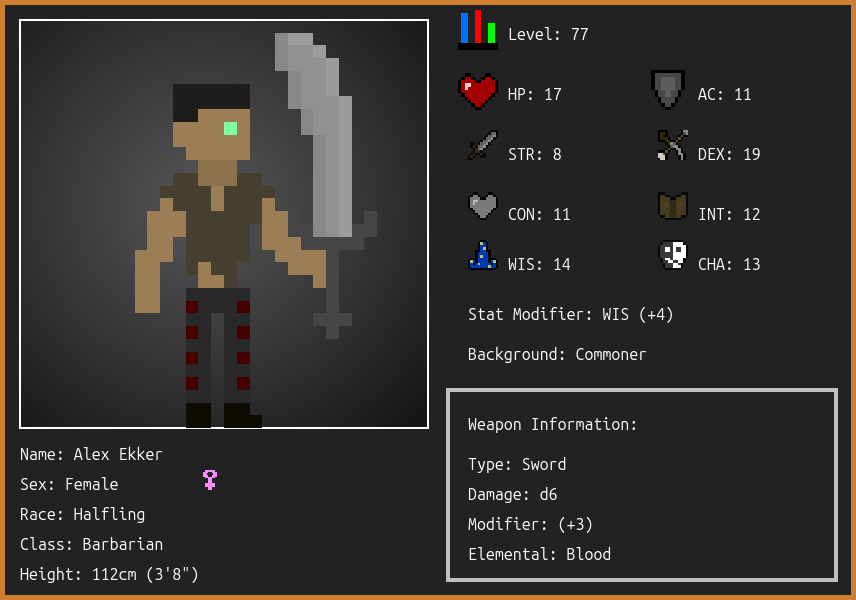 Level: 77
HP: 17
AC: 11
STR: 8
DEX: 19
CON: 11
INT: 12
WIS: 14
CHA: 13
Stat Modifier: WIS (+4)
Background: Commoner
Name: Alex Ekker
Sex: Female
Race: Halfling
Class: Barbarian
Height: 112cm (3'8")
Weapon Information:
Type: Sword
Damage: d6
Modifier: (+3)
Elemental: Blood